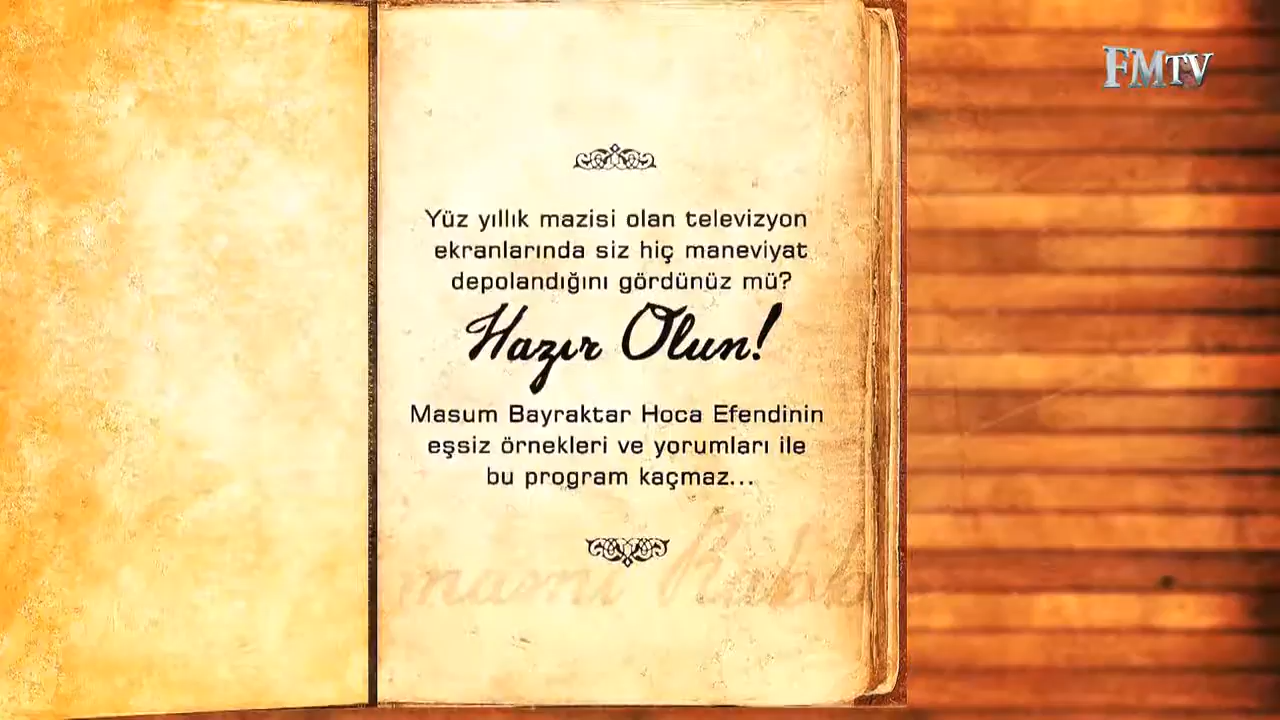 FMTV
Yüz yıllık mazisi olan televizyon
ekranlarında siz hiç maneviyat
depolandığını gördünüz mü?
Hazır Olun!
Masum Bayraktar Hoca Efendinin
eşsiz örnekleri ve yorumları ile
bu program kaçmaz...